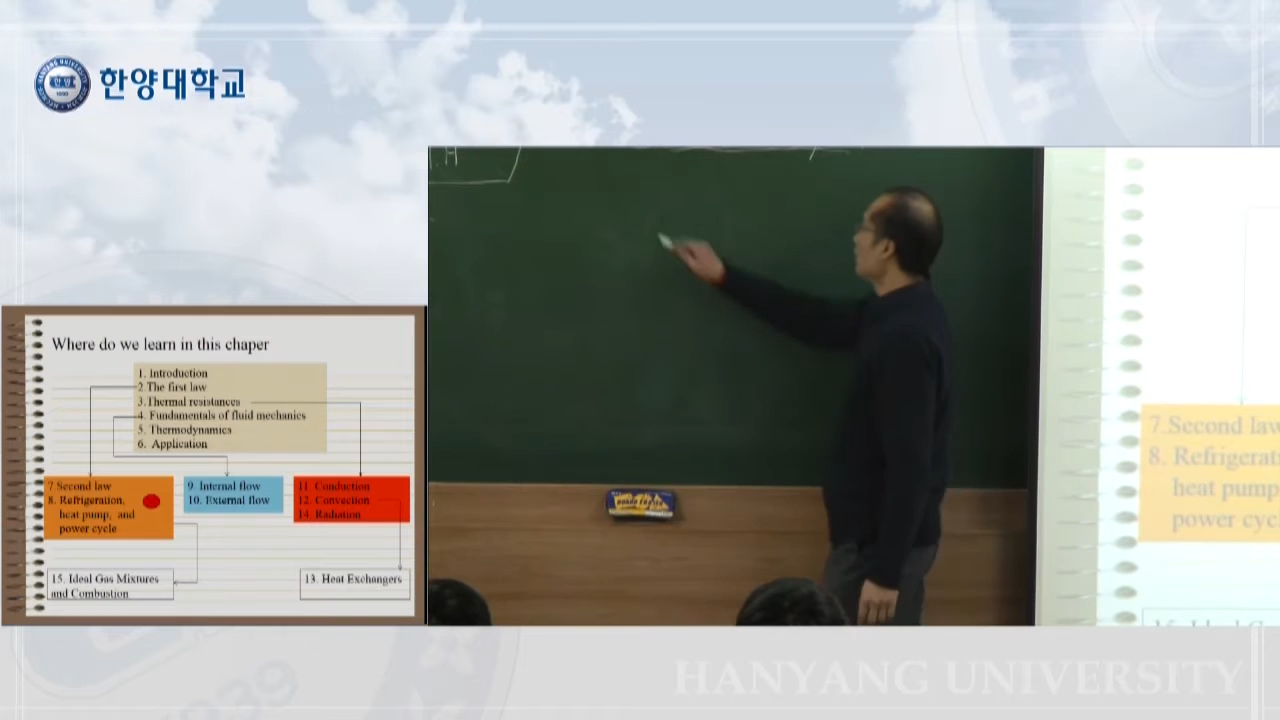 한양대학교
H
Where do we learn in this chaper
1. Introduction
2 The first law
3. Thermal resistances
4. Fundamentals of fluid mechanics
5. Thermodynamics
6. Application
7 Second law
8. Refrigeration,
heat pump, and
power cycle
9 Internal flow
10. External flow
11 Conduction
12. Convection
14. Radiation
15. Ideal Gas Mixtures
and Combustion
13. Heat Exchangers
7.Second law
8. Refrigerati
heat pump
power cyc
HANYANG UNIVERSITY